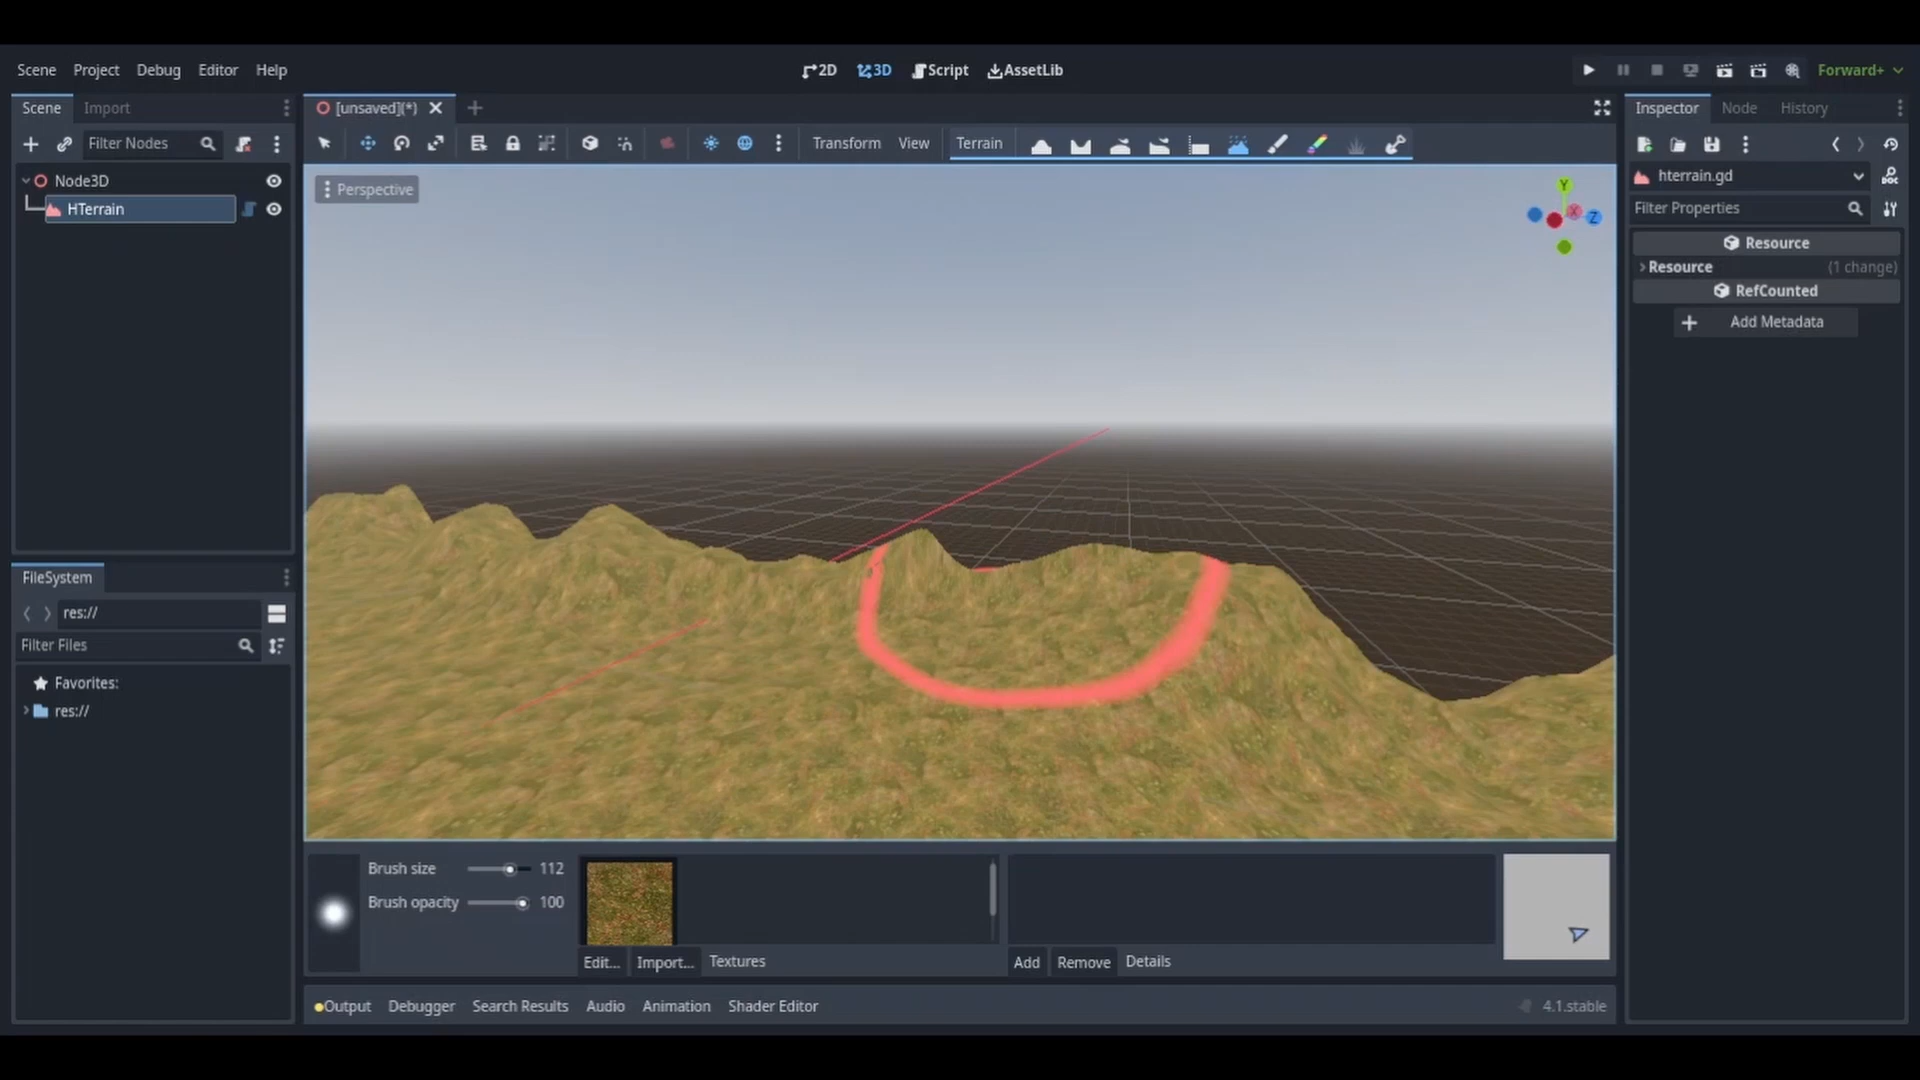 Scene Project Debug Editor Help
2D 3D Script AssetLib
Forward+
Scene Import
[unsaved](*)
Inspector Node History
Filter Nodes
Transform View Terrain
hterrain.gd
Node3D
Perspective
HTerrain
Filter Properties
Y
X
Z
Resource
Resource (1 change)
RefCounted
Add Metadata
FileSystem
res://
Filter Files
Favorites:
res://
Brush size 112
Brush opacity 100
Edit... Import... Textures
Add Remove Details
Output Debugger Search Results Audio Animation Shader Editor
4.1.stable